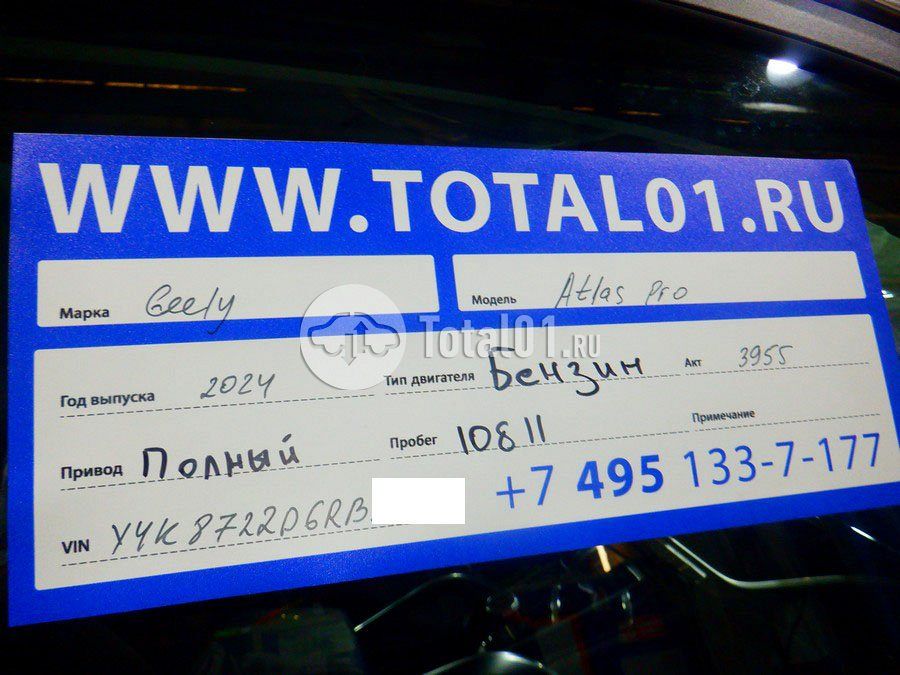 WWW.TOTAL01.RU
Марка Geely Модель Atlas Pro
Total01.RU
Год выпуска 2024 Тип двигателя Бензин Акт 3955
Привод Полный Пробег 10811 Примечание
+7 495 133-7-177
VIN Y4K8722D6RB